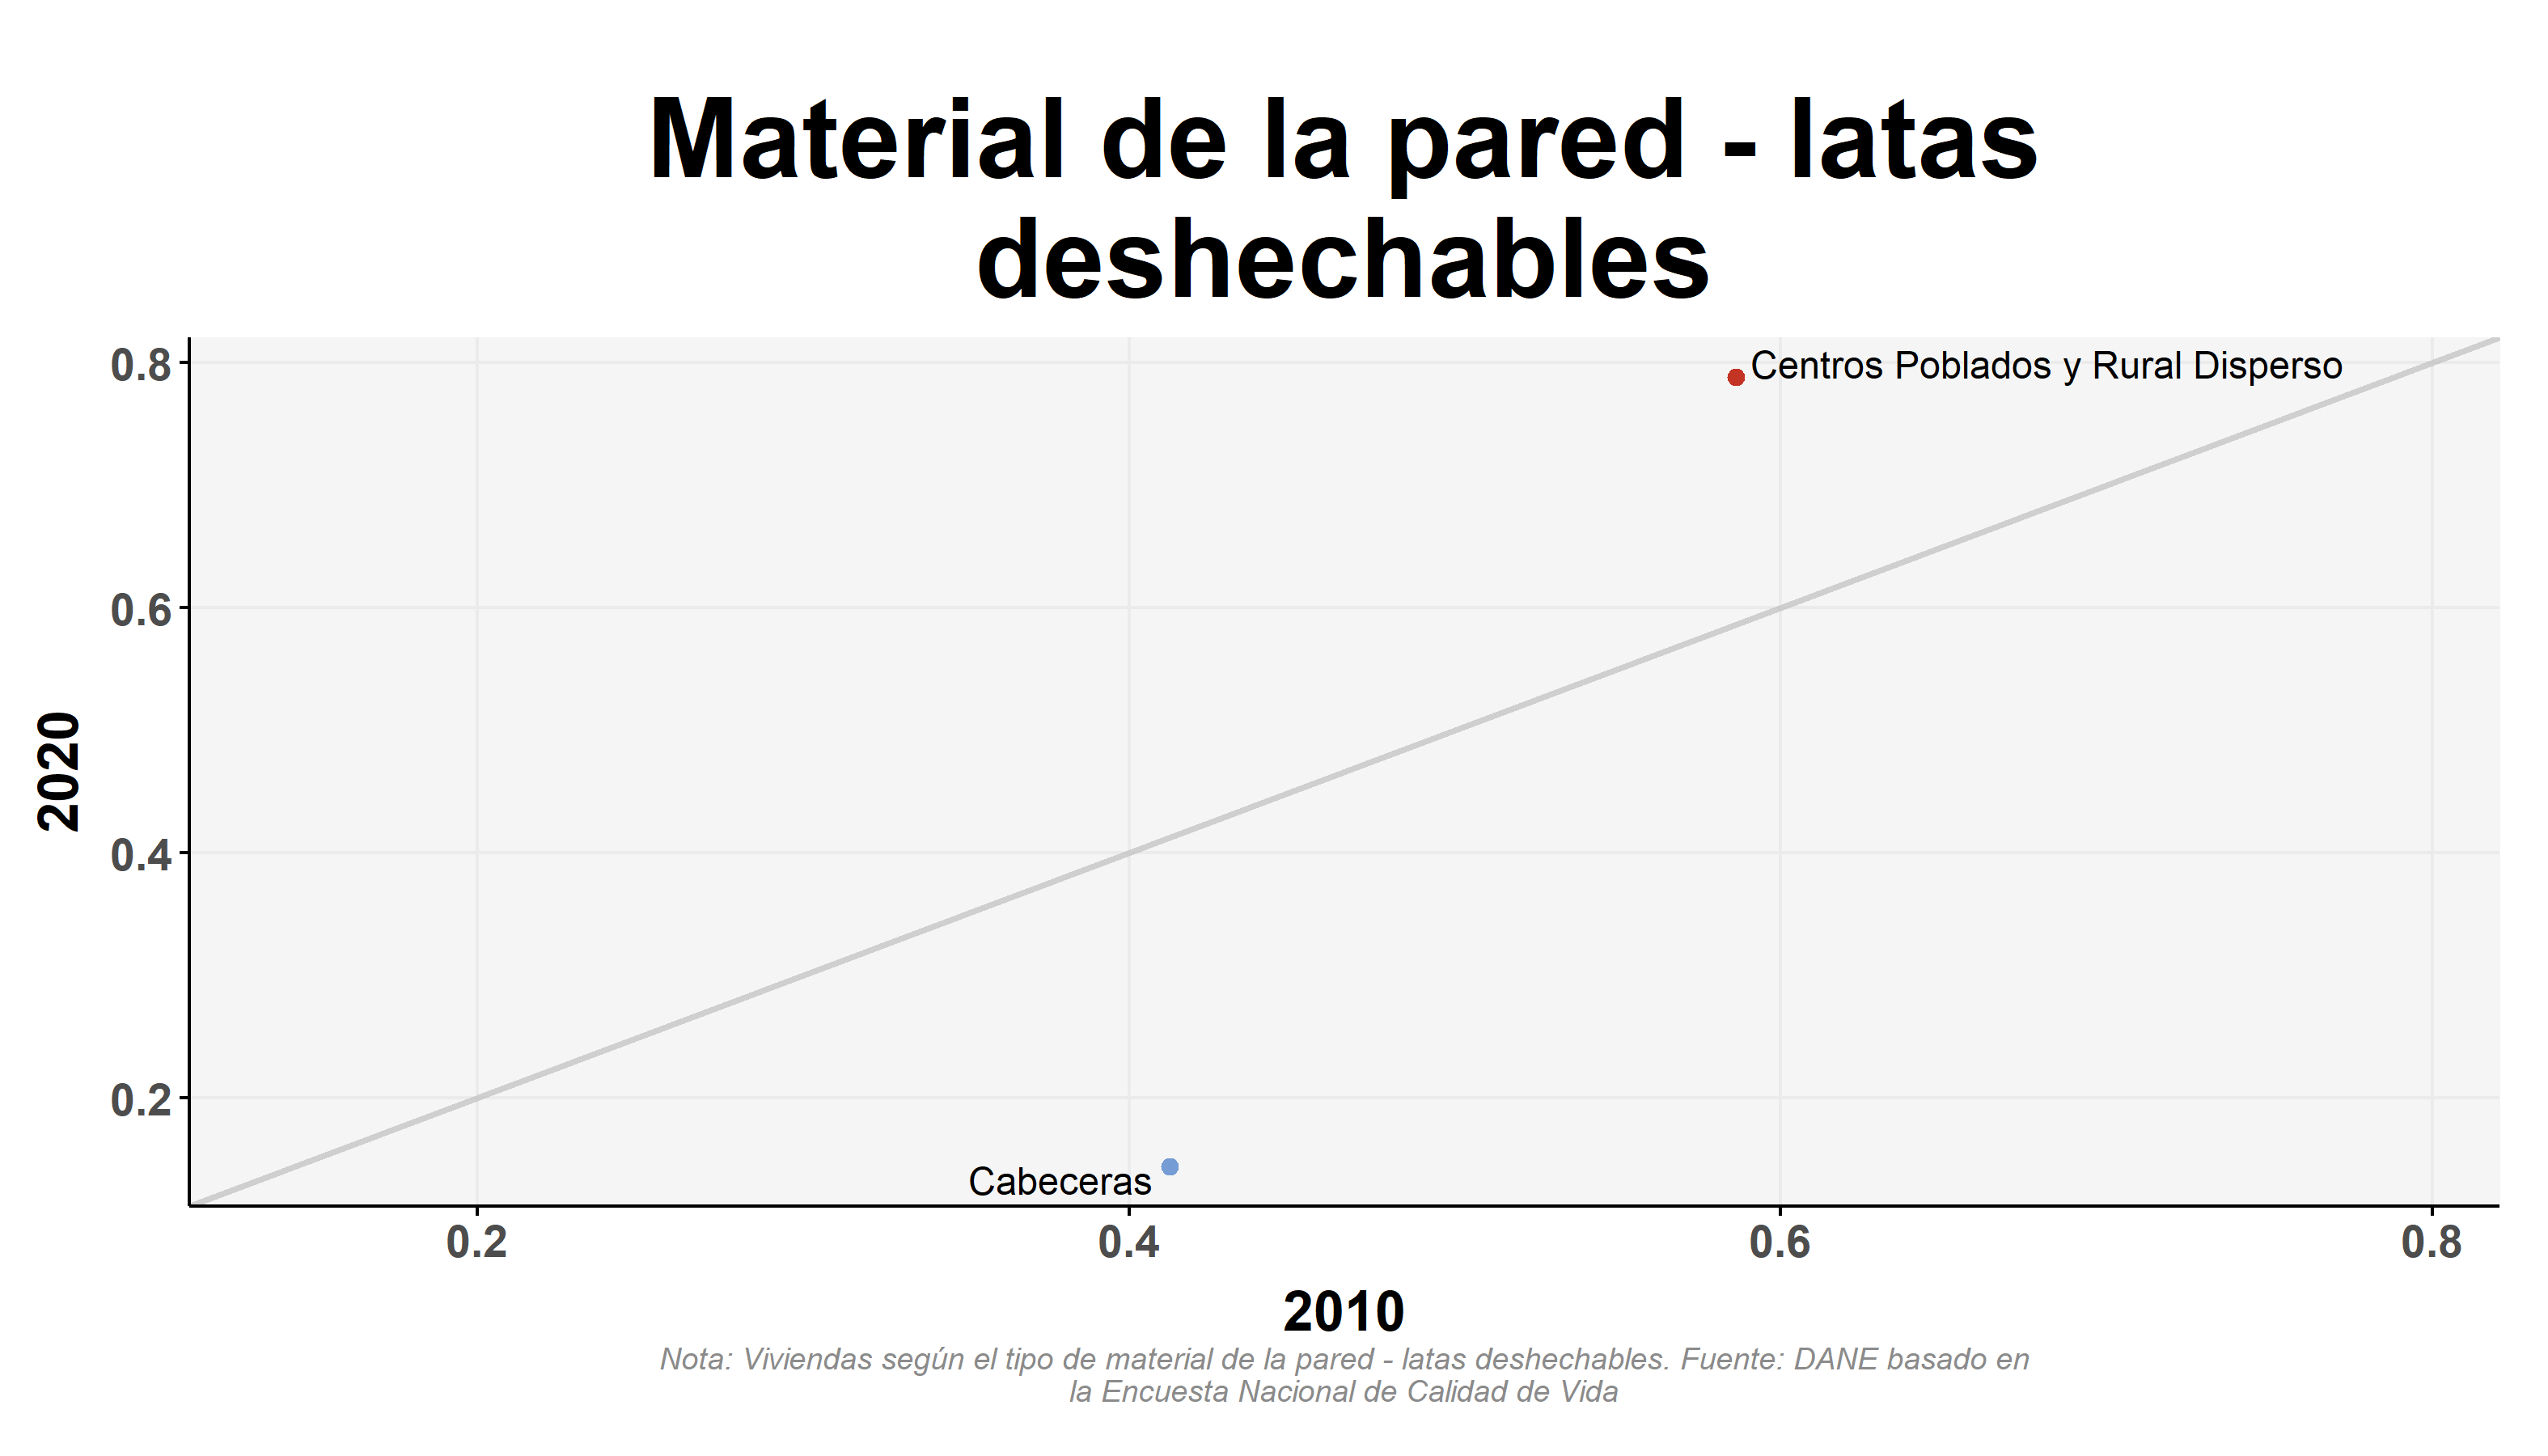 Material de la pared - latas
deshechables
0.8
Centros Poblados y Rural Disperso
0.6
2020
0.4
0.2
Cabeceras
0.2 0.4 0.6 0.8
2010
Nota: Viviendas según el tipo de material de la pared - latas deshechables. Fuente: DANE basado en
la Encuesta Nacional de Calidad de Vida